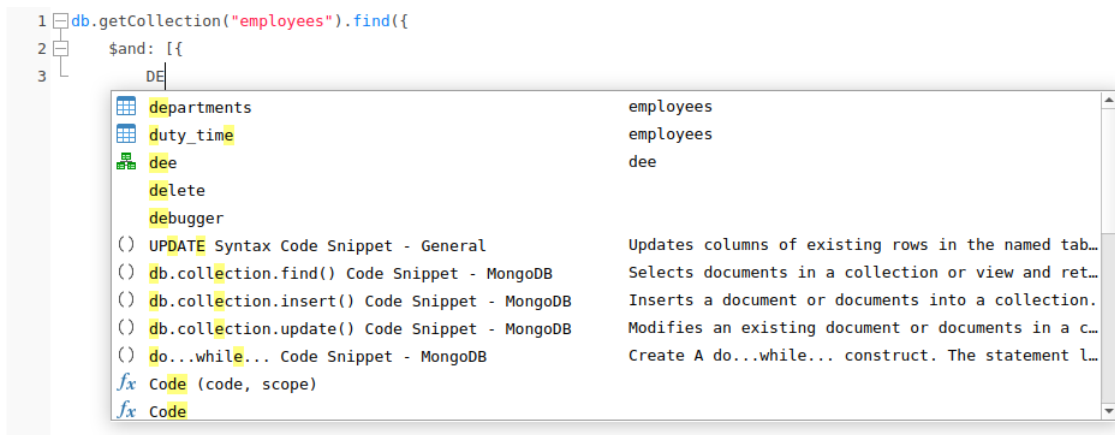 1 db.getCollection("employees").find({
2 $and: [{
3 DE
departments employees
duty_time employees
dee dee
delete
debugger
() UPDATE Syntax Code Snippet - General Updates columns of existing rows in the named tab…
() db.collection.find() Code Snippet - MongoDB Selects documents in a collection or view and ret…
() db.collection.insert() Code Snippet - MongoDB Inserts a document or documents into a collection.
() db.collection.update() Code Snippet - MongoDB Modifies an existing document or documents in a c…
() do...while... Code Snippet - MongoDB Create A do...while... construct. The statement l…
fx Code (code, scope)
fx Code